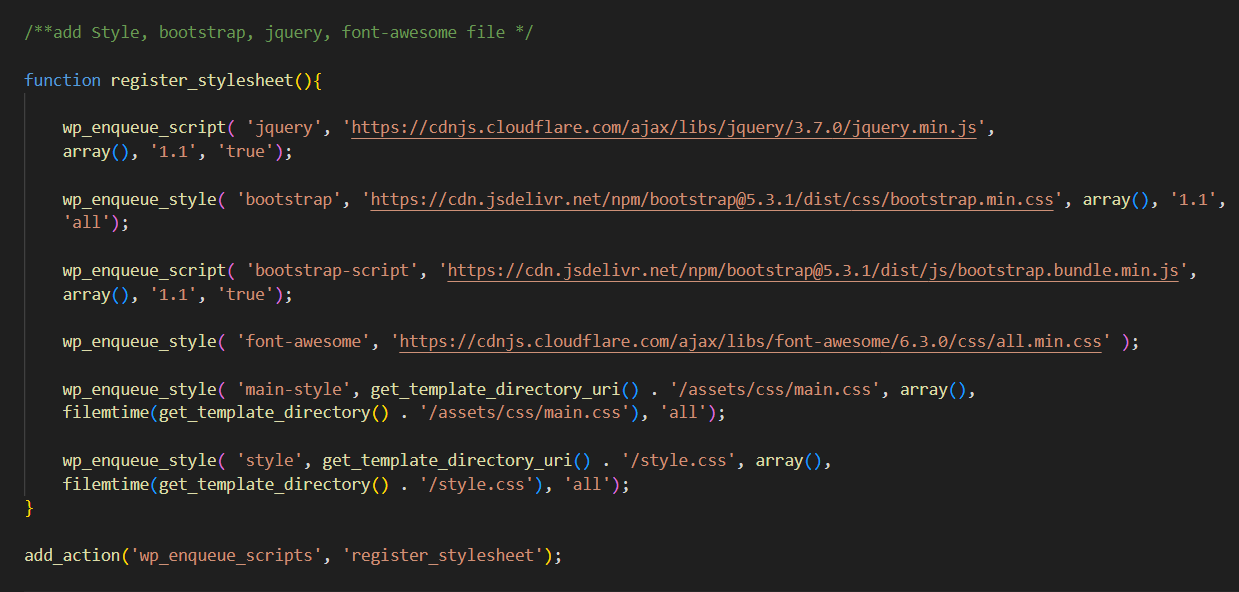 /**add Style, bootstrap, jquery, font-awesome file */
function register_stylesheet(){
wp_enqueue_script( 'jquery', 'https://cdnjs.cloudflare.com/ajax/libs/jquery/3.7.0/jquery.min.js',
array(), '1.1', 'true');
wp_enqueue_style( 'bootstrap', 'https://cdn.jsdelivr.net/npm/bootstrap@5.3.1/dist/css/bootstrap.min.css', array(), '1.1',
'all');
wp_enqueue_script( 'bootstrap-script', 'https://cdn.jsdelivr.net/npm/bootstrap@5.3.1/dist/js/bootstrap.bundle.min.js',
array(), '1.1', 'true');
wp_enqueue_style( 'font-awesome', 'https://cdnjs.cloudflare.com/ajax/libs/font-awesome/6.3.0/css/all.min.css' );
wp_enqueue_style( 'main-style', get_template_directory_uri() . '/assets/css/main.css', array(),
filemtime(get_template_directory() . '/assets/css/main.css'), 'all');
wp_enqueue_style( 'style', get_template_directory_uri() . '/style.css', array(),
filemtime(get_template_directory() . '/style.css'), 'all');
}
add_action('wp_enqueue_scripts', 'register_stylesheet');